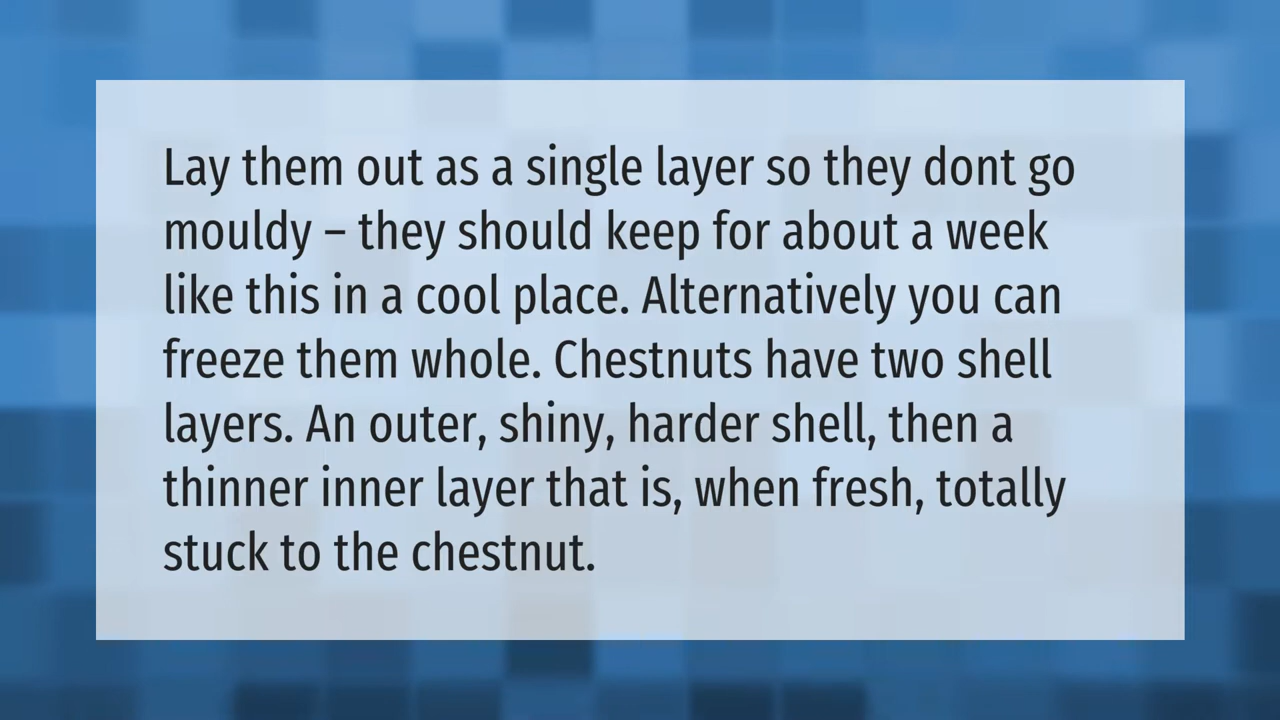 Lay them out as a single layer so they dont go
mouldy – they should keep for about a week
like this in a cool place. Alternatively you can
freeze them whole. Chestnuts have two shell
layers. An outer, shiny, harder shell, then a
thinner inner layer that is, when fresh, totally
stuck to the chestnut.